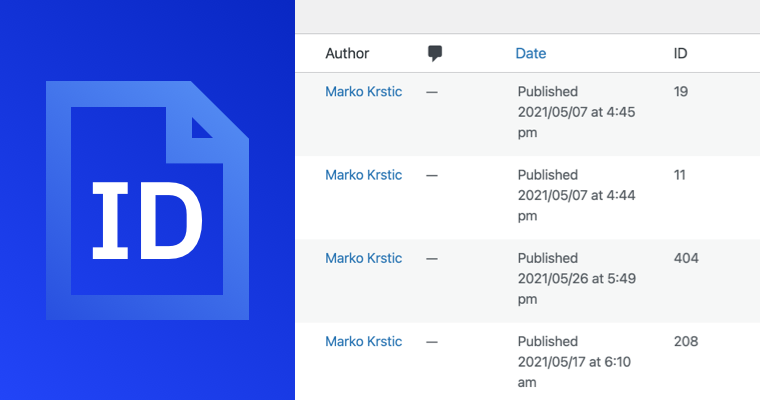 ID
Author Date ID
Marko Krstic — Published 19
2021/05/07 at 4:45
pm
Marko Krstic — Published 11
2021/05/07 at 4:44
pm
Marko Krstic — Published 404
2021/05/26 at 5:49
pm
Marko Krstic — Published 208
2021/05/17 at 6:10
am